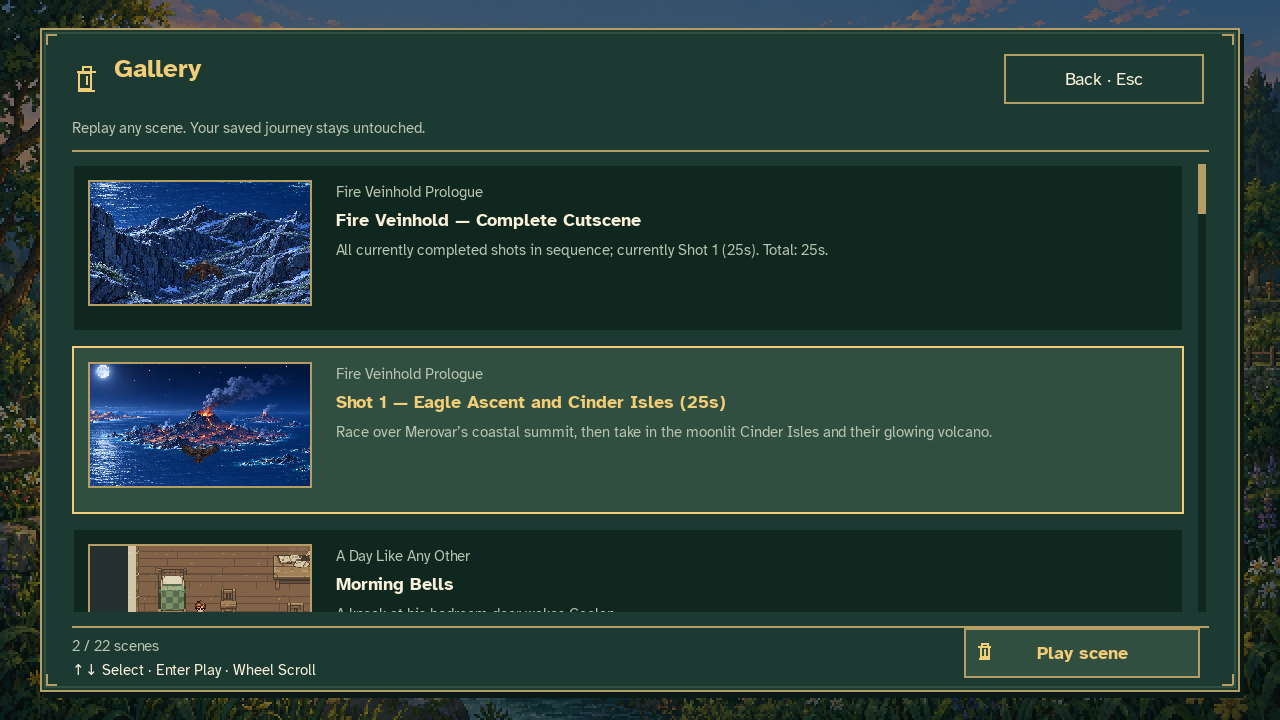 Gallery
Back · Esc
Replay any scene. Your saved journey stays untouched.
Fire Veinhold Prologue
Fire Veinhold — Complete Cutscene
All currently completed shots in sequence; currently Shot 1 (25s). Total: 25s.
Fire Veinhold Prologue
Shot 1 — Eagle Ascent and Cinder Isles (25s)
Race over Merovar's coastal summit, then take in the moonlit Cinder Isles and their glowing volcano.
A Day Like Any Other
Morning Bells
2 / 22 scenes
↑↓ Select · Enter Play · Wheel Scroll
Play scene